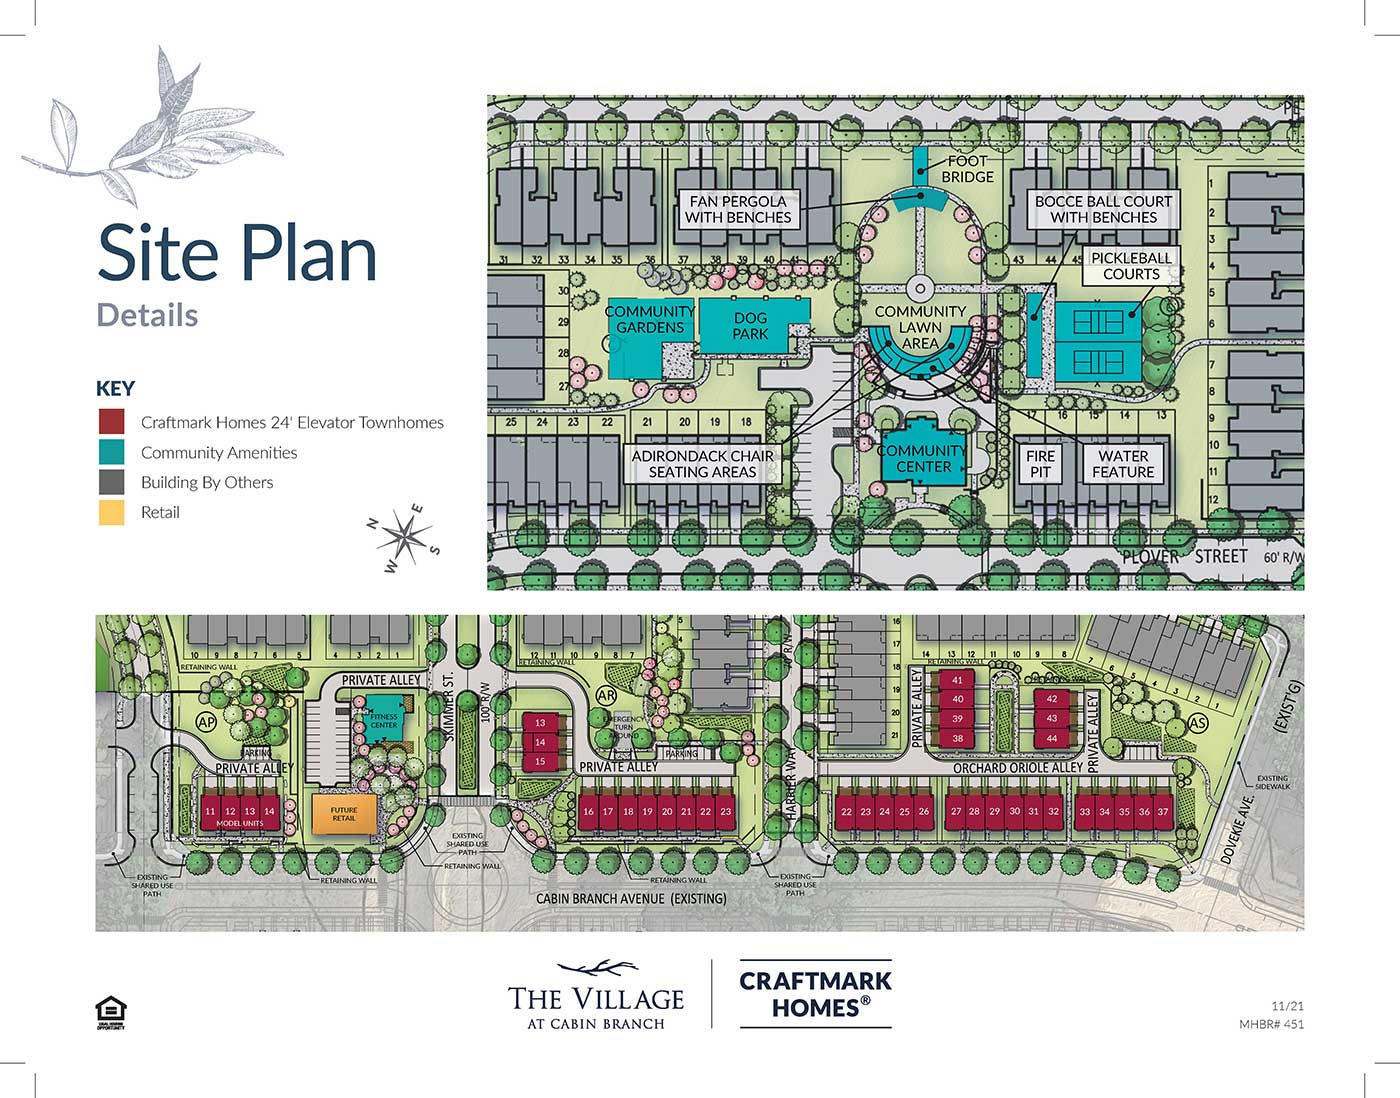 Site Plan
Details
KEY
Craftmark Homes 24' Elevator Townhomes
Community Amenities
Building By Others
Retail
N
E
S
W
FOOT
BRIDGE
FAN PERGOLA
WITH BENCHES
BOCCE BALL COURT
WITH BENCHES
PICKLEBALL
COURTS
31 32 33 34 35 36 37 38 39 40 41 42
43 44 45
1
2
3
4
5
6
7
8
9
10
11
12
30
29
28
27
COMMUNITY
GARDENS
DOG
PARK
COMMUNITY
LAWN
AREA
25 24 23 22 21 20 19 18
17 16 15 14 13
ADIRONDACK CHAIR
SEATING AREAS
COMMUNITY
CENTER
FIRE
PIT
WATER
FEATURE
PLOVER STREET 60' R/W
10 9 8 7 6 5
4 3 2 1
RETAINING WALL
PRIVATE ALLEY
AP
PARKING
PRIVATE ALLEY
11 12 13 14
MODEL UNITS
FITNESS
CENTER
FUTURE
RETAIL
SKIMMER ST.
100' R/W
12 11 10 9 8 7
RETAINING WALL
AR
EMERGENCY
TURN
AROUND
PARKING
PRIVATE ALLEY
13
14
15
16 17 18 19 20 21 22 23
EXISTING
SHARED USE
PATH
RETAINING WALL
EXISTING
SHARED USE
PATH
RETAINING WALL
RETAINING WALL
EXISTING
SHARED USE
PATH
CABIN BRANCH AVENUE (EXISTING)
HARRIER WAY
70' R/W
16
17
18
19
20
21
14 13 12 11 10 9 8
RETAINING WALL
7 6 5 4 3 2 1
PRIVATE ALLEY
41
40
39
38
42
43
44
PRIVATE ALLEY
AS
ORCHARD ORIOLE ALLEY
22 23 24 25 26
27 28 29 30 31 32
33 34 35 36 37
DOVEKIE AVE.
(EXIST'G)
EXISTING
SIDEWALK
THE VILLAGE
AT CABIN BRANCH
CRAFTMARK
HOMES®
EQUAL HOUSING
OPPORTUNITY
11/21
MHBR# 451